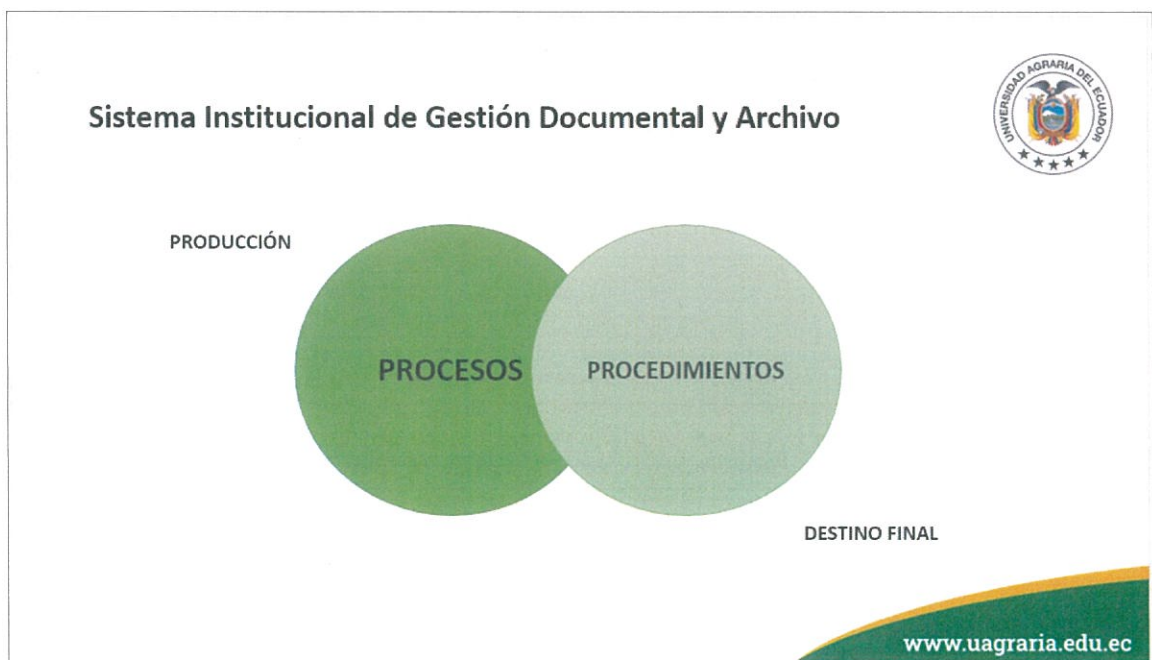 Sistema Institucional de Gestión Documental y Archivo
UNIVERSIDAD AGRARIA DEL ECUADOR
PRODUCCIÓN
PROCESOS
PROCEDIMIENTOS
DESTINO FINAL
www.uagraria.edu.ec